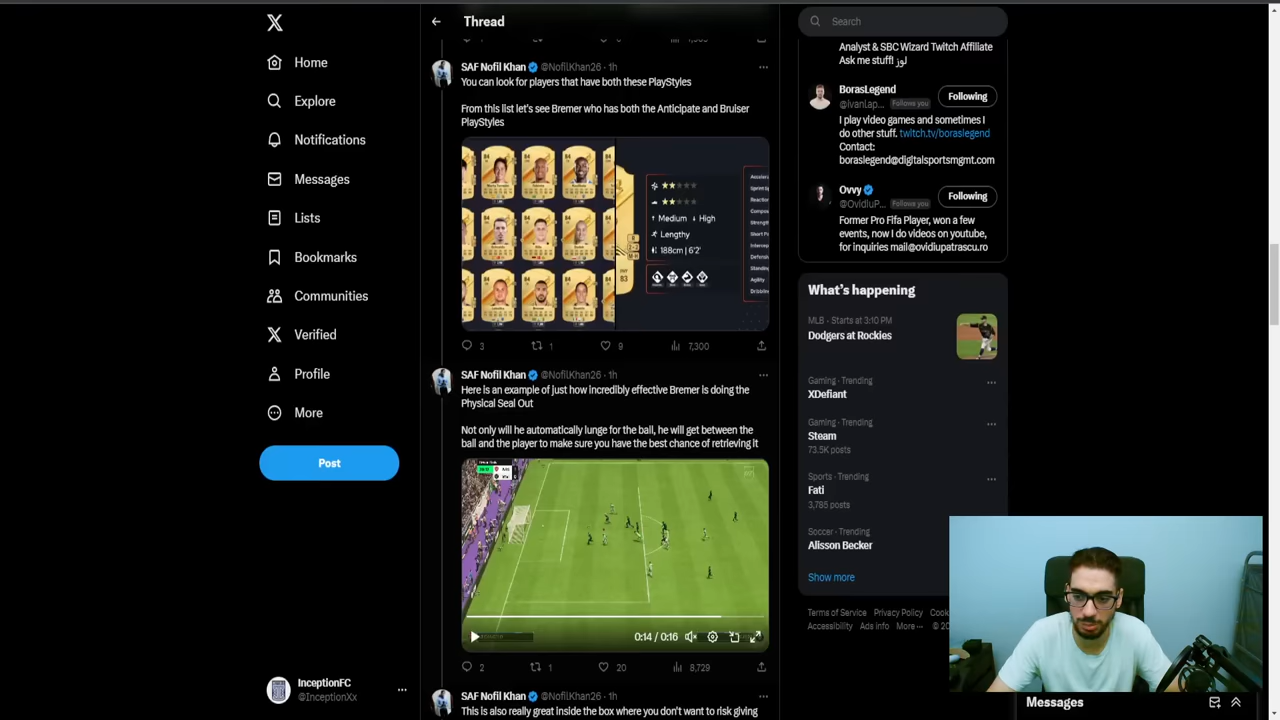 Thread
Search
Home
Explore
Notifications
Messages
Lists
Bookmarks
Communities
Verified
Profile
More
Post
InceptionFC
@InceptionXx
SAF Nofil Khan @NofilKhan26 · 1h
You can look for players that have both these PlayStyles
From this list let's see Bremer who has both the Anticipate and Bruiser
PlayStyles
Medium High
Lengthy
188cm | 6'2'
83
3
1
9
7,300
SAF Nofil Khan @NofilKhan26 · 1h
Here is an example of just how incredibly effective Bremer is doing the
Physical Seal Out
Not only will he automatically lunge for the ball, he will get between the
ball and the player to make sure you have the best chance of retrieving it
0:14 / 0:16
2
1
20
8,729
SAF Nofil Khan @NofilKhan26 · 1h
This is also really great inside the box where you don't want to risk giving
Analyst & SBC Wizard Twitch Affiliate
Ask me stuff! لوز
BorasLegend
@ivanlap... Follows you
Following
I play video games and sometimes I
do other stuff. twitch.tv/boraslegend
Contact:
boraslegend@digitalsportsmgmt.com
Ovvy
@OvidiuP... Follows you
Following
Former Pro Fifa Player, won a few
events, now I do videos on youtube,
for inquiries mail@ovidiupatrascu.ro
What's happening
MLB · Starts at 3:10 PM
Dodgers at Rockies
Gaming · Trending
XDefiant
Gaming · Trending
Steam
73.5K posts
Sports · Trending
Fati
3,785 posts
Soccer · Trending
Alisson Becker
Show more
Terms of Service Privacy Policy Cook
Accessibility Ads info More ··· © 20
Messages